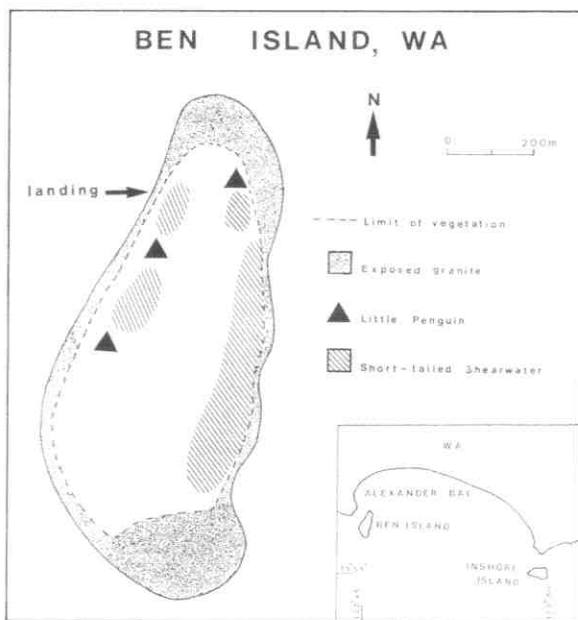 BEN ISLAND, WA
N
0 200m
landing
Limit of vegetation
Exposed granite
Little Penguin
Short-tailed Shearwater
WA
ALEXANDER BAY
BEN ISLAND
INSHORE
ISLAND